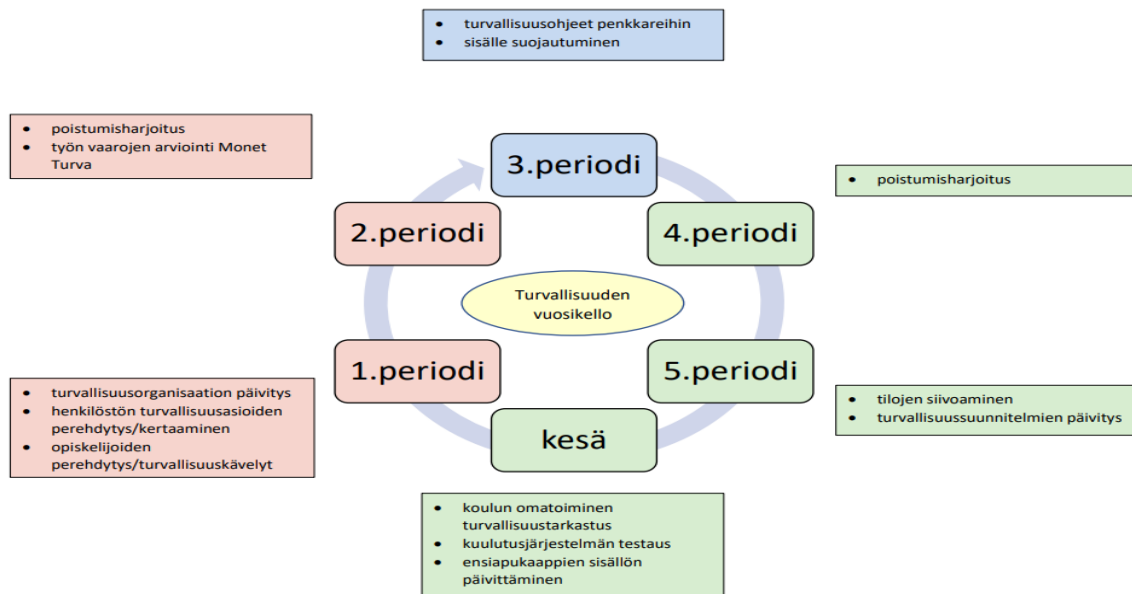 • turvallisuusohjeet penkkareihin
• sisälle suojautuminen
• poistumisharjoitus
• työn vaarojen arviointi Monet
Turva
3.periodi
• poistumisharjoitus
2.periodi
4.periodi
Turvallisuuden
vuosikello
1.periodi
5.periodi
• turvallisuusorganisaation päivitys
• henkilöstön turvallisuusasioiden
perehdytys/kertaaminen
• opiskelijoiden
perehdytys/turvallisuuskävelyt
• tilojen siivoaminen
• turvallisuussuunnitelmien päivitys
kesä
• koulun omatoiminen
turvallisuustarkastus
• kuulutusjärjestelmän testaus
• ensiapukaappien sisällön
päivittäminen